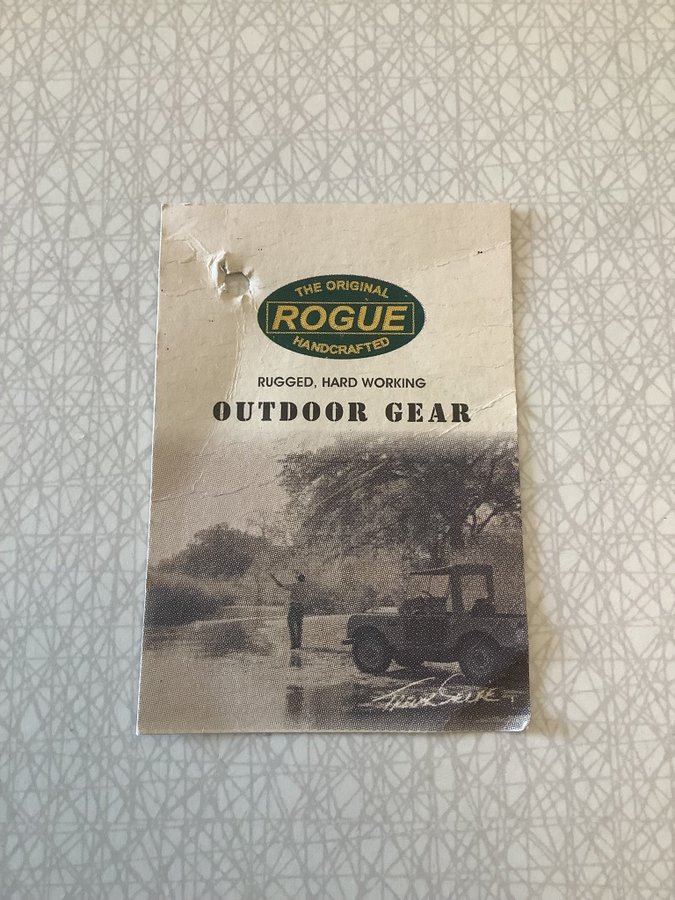 THE ORIGINAL
ROGUE
HANDCRAFTED
RUGGED, HARD WORKING
OUTDOOR GEAR